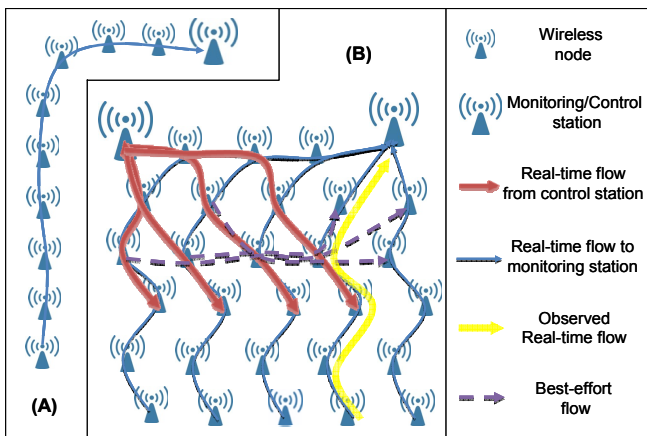 (A)
(B)
Wireless
node
Monitoring/Control
station
Real-time flow
from control station
Real-time flow to
monitoring station
Observed
Real-time flow
Best-effort
flow